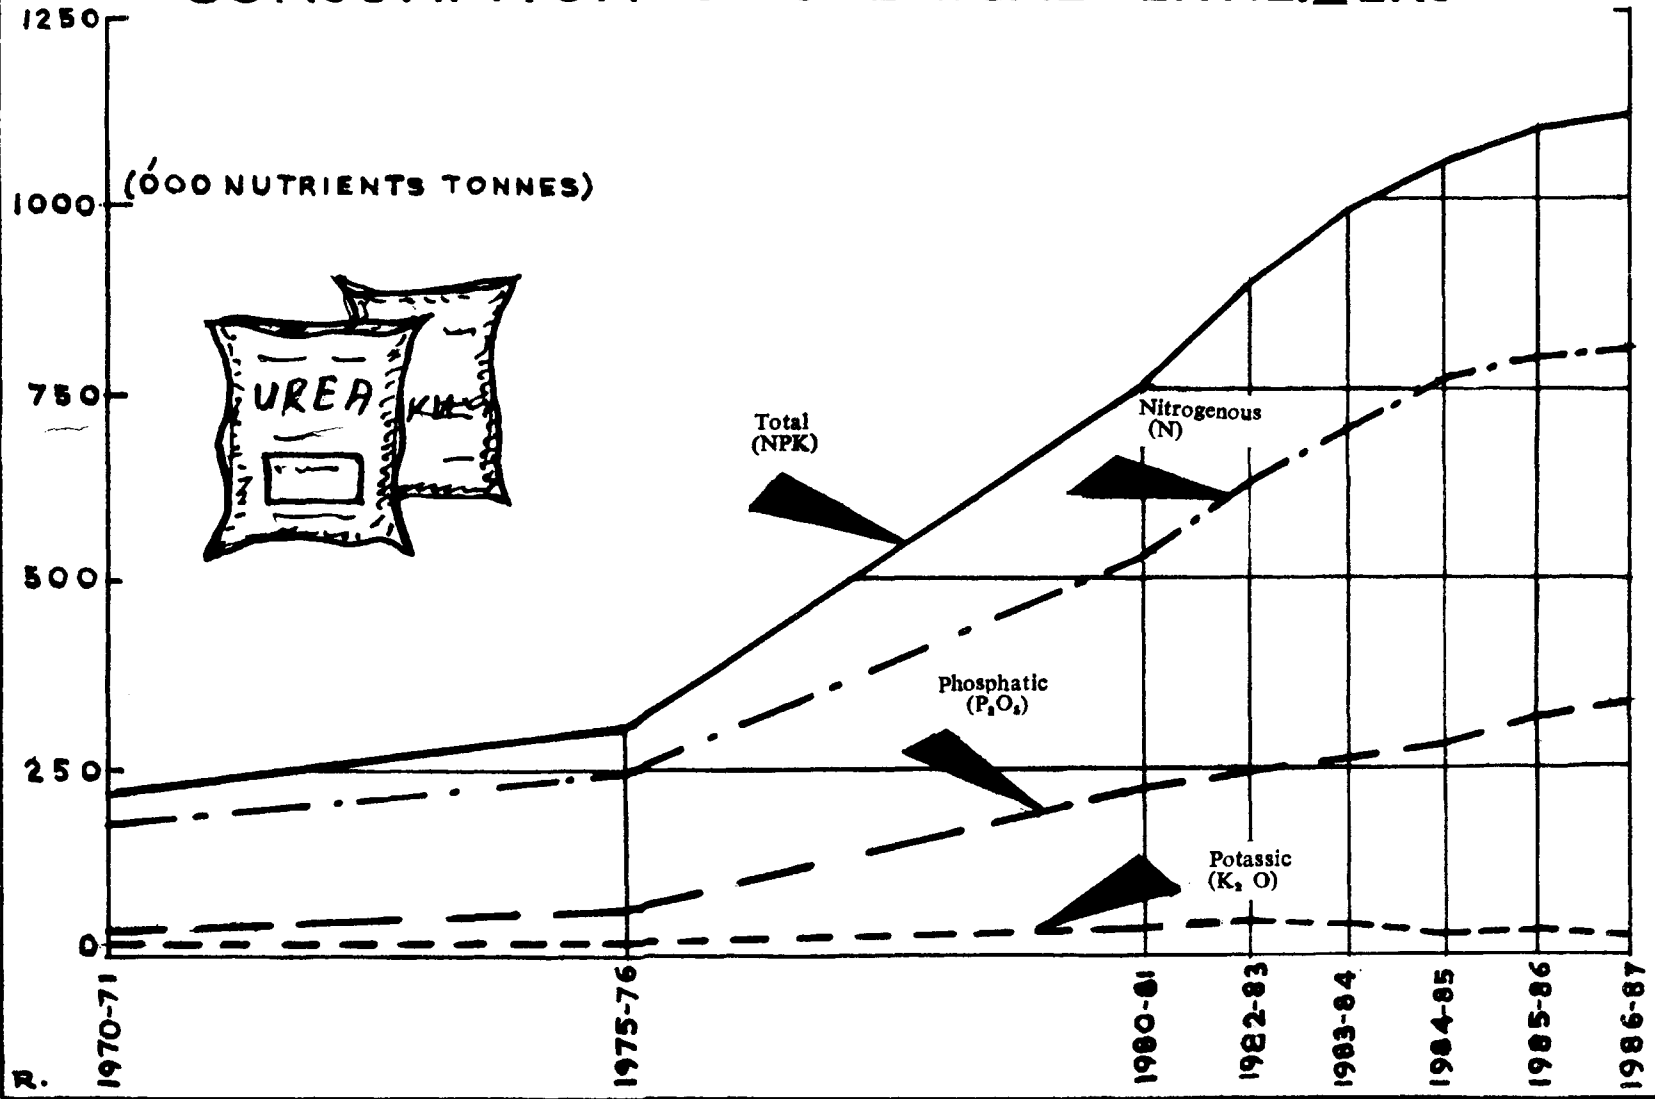 1250
('000 NUTRIENTS TONNES)
1000
750
500
250
0
UREA
Total
(NPK)
Nitrogenous
(N)
Phosphatic
(P₂O₅)
Potassic
(K₂ O)
1970-71
1975-76
1980-81
1982-83
1983-84
1984-85
1985-86
1986-87
R.